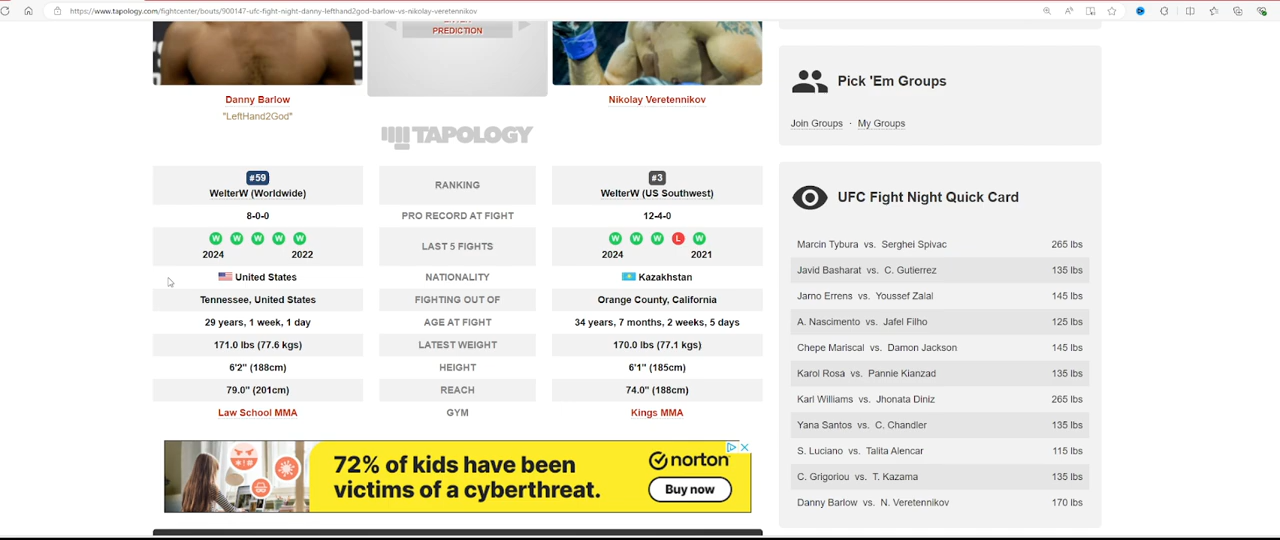 https://www.tapology.com/fightcenter/bouts/900147-ufc-fight-night-danny-lefthand2god-barlow-vs-nikolay-veretennikov
PREDICTION
Danny Barlow
"LeftHand2God"
Nikolay Veretennikov
TAPOLOGY
#59
WelterW (Worldwide)
RANKING
#3
WelterW (US Southwest)
8-0-0
PRO RECORD AT FIGHT
12-4-0
W W W W W
2024 2022
LAST 5 FIGHTS
W W W L W
2024 2021
United States
NATIONALITY
Kazakhstan
Tennessee, United States
FIGHTING OUT OF
Orange County, California
29 years, 1 week, 1 day
AGE AT FIGHT
34 years, 7 months, 2 weeks, 5 days
171.0 lbs (77.6 kgs)
LATEST WEIGHT
170.0 lbs (77.1 kgs)
6'2" (188cm)
HEIGHT
6'1" (185cm)
79.0" (201cm)
REACH
74.0" (188cm)
Law School MMA
GYM
Kings MMA
72% of kids have been
victims of a cyberthreat.
norton
Buy now
Pick 'Em Groups
Join Groups · My Groups
UFC Fight Night Quick Card
Marcin Tybura vs. Serghei Spivac 265 lbs
Javid Basharat vs. C. Gutierrez 135 lbs
Jarno Errens vs. Youssef Zalal 145 lbs
A. Nascimento vs. Jafel Filho 125 lbs
Chepe Mariscal vs. Damon Jackson 145 lbs
Karol Rosa vs. Pannie Kianzad 135 lbs
Karl Williams vs. Jhonata Diniz 265 lbs
Yana Santos vs. C. Chandler 135 lbs
S. Luciano vs. Talita Alencar 115 lbs
C. Grigoriou vs. T. Kazama 135 lbs
Danny Barlow vs. N. Veretennikov 170 lbs